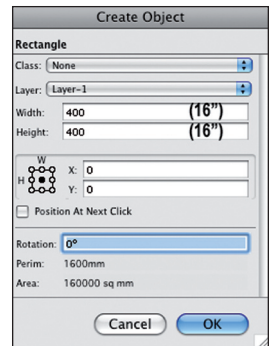 Create Object
Rectangle
Class: None
Layer: Layer-1
Width: 400 (16”)
Height: 400 (16”)
W
H
X: 0
Y: 0
Position At Next Click
Rotation: 0°
Perim: 1600mm
Area: 160000 sq mm
Cancel OK